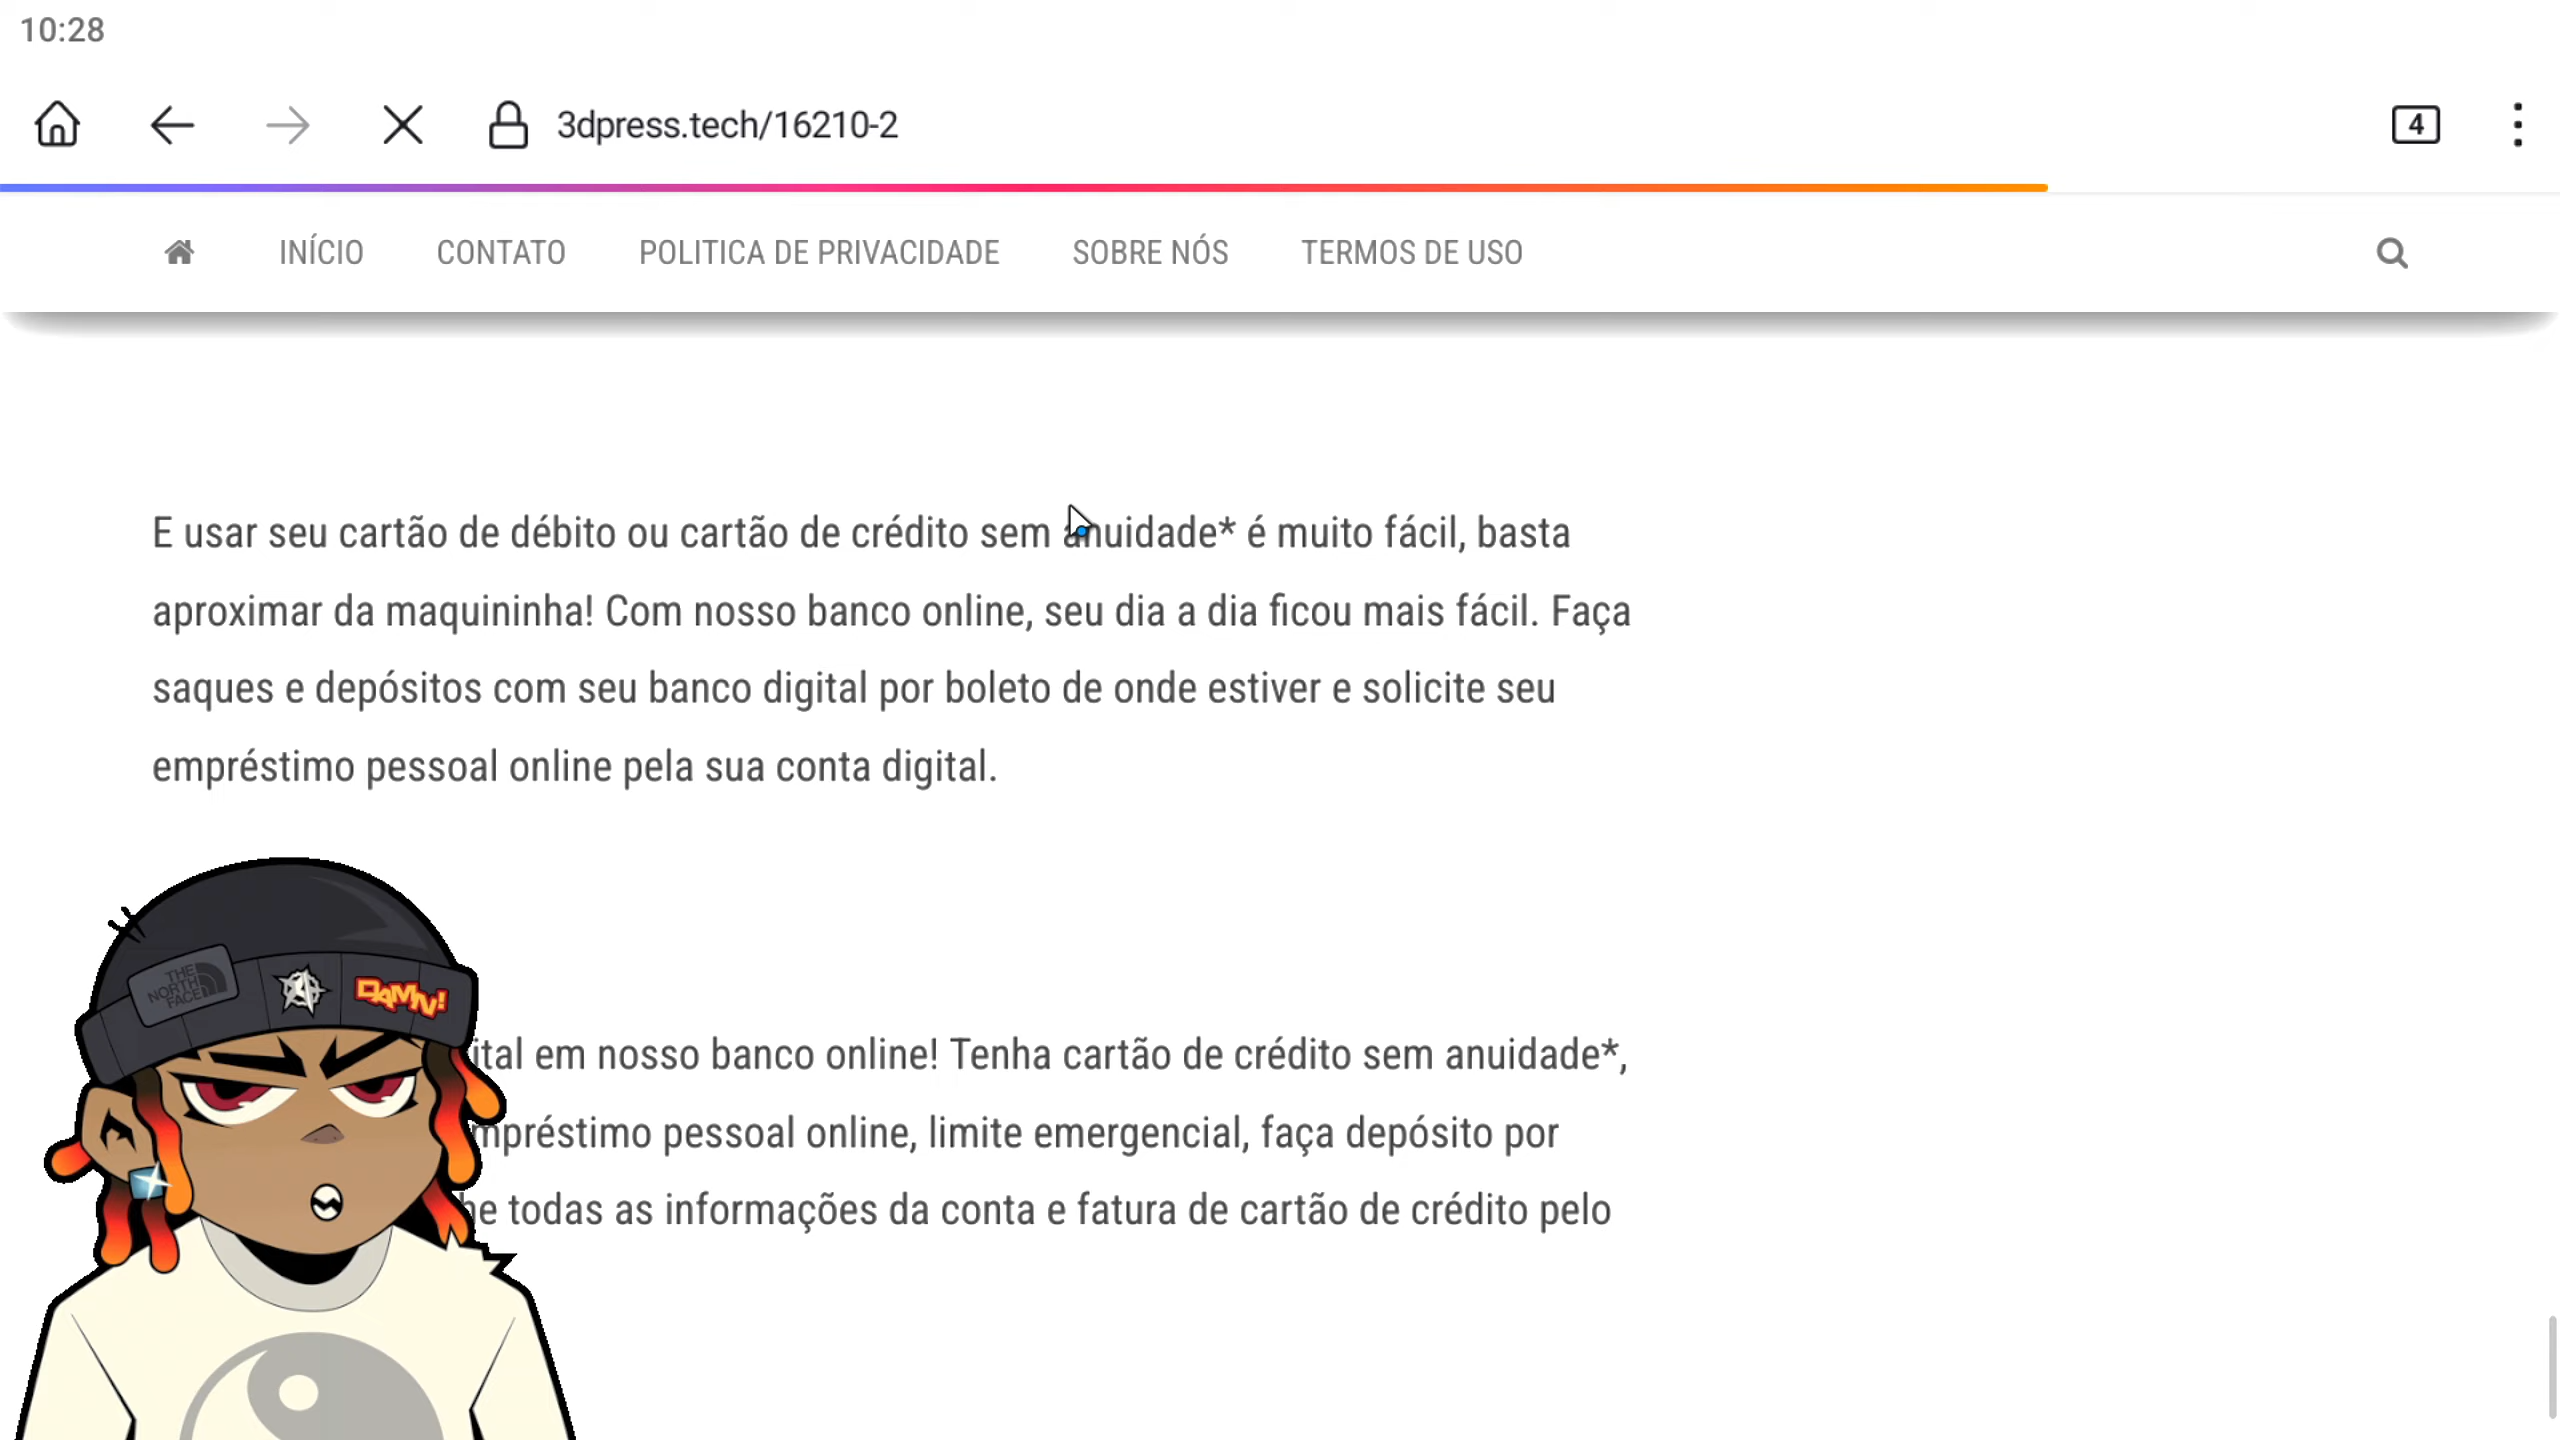 10:28
3dpress.tech/16210-2
4
INÍCIO CONTATO POLITICA DE PRIVACIDADE SOBRE NÓS TERMOS DE USO
E usar seu cartão de débito ou cartão de crédito sem anuidade* é muito fácil, basta
aproximar da maquininha! Com nosso banco online, seu dia a dia ficou mais fácil. Faça
saques e depósitos com seu banco digital por boleto de onde estiver e solicite seu
empréstimo pessoal online pela sua conta digital.
THE
NORTH
FACE
DAMN!
ital em nosso banco online! Tenha cartão de crédito sem anuidade*,
mpréstimo pessoal online, limite emergencial, faça depósito por
he todas as informações da conta e fatura de cartão de crédito pelo